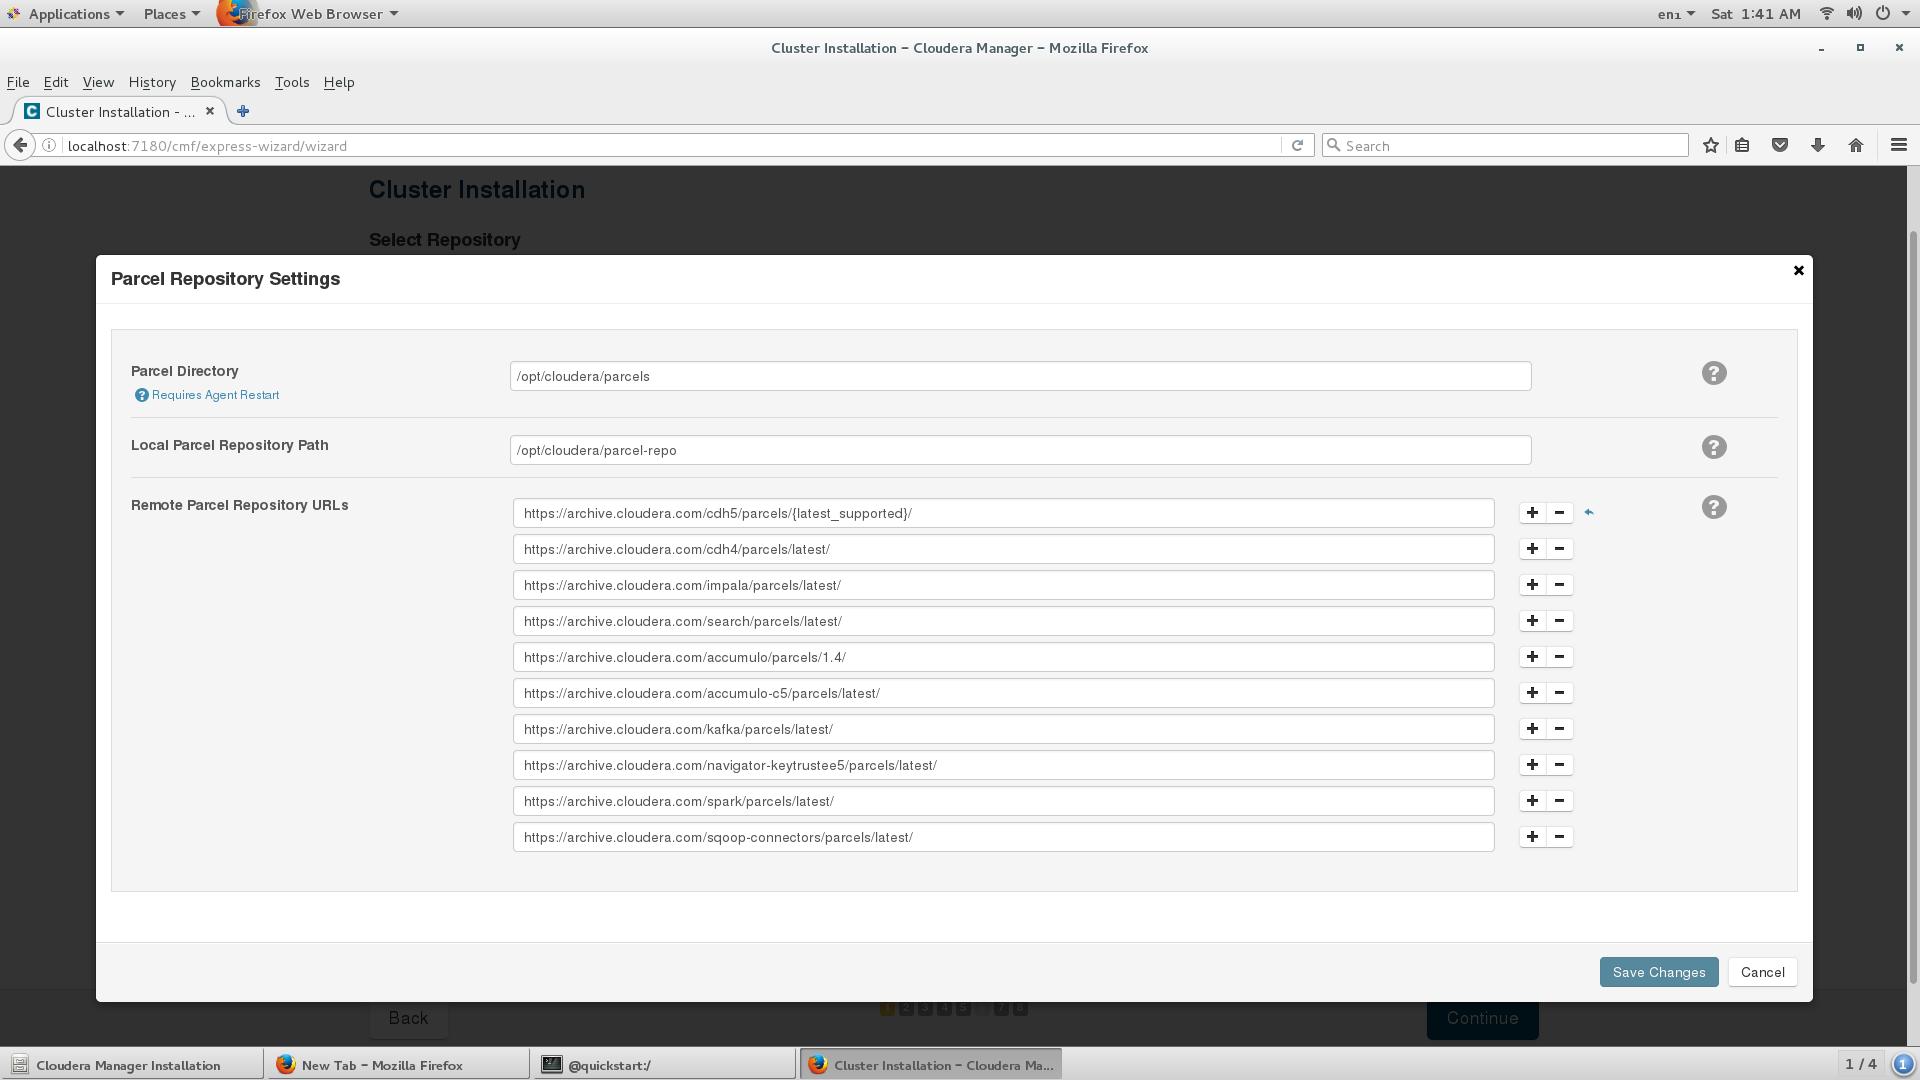 Applications Places Firefox Web Browser en1 Sat 1:41 AM
Cluster Installation - Cloudera Manager - Mozilla Firefox
File Edit View History Bookmarks Tools Help
Cluster Installation - ...
localhost:7180/cmf/express-wizard/wizard Search
Cluster Installation
Select Repository
Parcel Repository Settings
Parcel Directory /opt/cloudera/parcels
Requires Agent Restart
Local Parcel Repository Path /opt/cloudera/parcel-repo
Remote Parcel Repository URLs https://archive.cloudera.com/cdh5/parcels/{latest_supported}/
https://archive.cloudera.com/cdh4/parcels/latest/
https://archive.cloudera.com/impala/parcels/latest/
https://archive.cloudera.com/search/parcels/latest/
https://archive.cloudera.com/accumulo/parcels/1.4/
https://archive.cloudera.com/accumulo-c5/parcels/latest/
https://archive.cloudera.com/kafka/parcels/latest/
https://archive.cloudera.com/navigator-keytrustee5/parcels/latest/
https://archive.cloudera.com/spark/parcels/latest/
https://archive.cloudera.com/sqoop-connectors/parcels/latest/
Save Changes Cancel
Back 1 2 3 4 5 7 8 Continue
Cloudera Manager Installation New Tab - Mozilla Firefox @quickstart:/ Cluster Installation - Cloudera Ma... 1 / 4 1